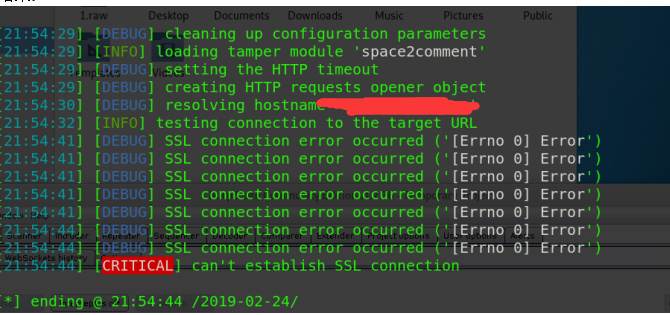 1.raw Desktop Documents Downloads Music Pictures Public
[21:54:29] [DEBUG] cleaning up configuration parameters
[21:54:29] [INFO] loading tamper module 'space2comment'
[21:54:29] [DEBUG] setting the HTTP timeout
[21:54:29] [DEBUG] creating HTTP requests opener object
[21:54:30] [DEBUG] resolving hostname
[21:54:32] [INFO] testing connection to the target URL
[21:54:41] [DEBUG] SSL connection error occurred ('[Errno 0] Error')
[21:54:41] [DEBUG] SSL connection error occurred ('[Errno 0] Error')
[21:54:41] [DEBUG] SSL connection error occurred ('[Errno 0] Error')
[21:54:41] [DEBUG] SSL connection error occurred ('[Errno 0] Error')
[21:54:41] [DEBUG] SSL connection error occurred ('[Errno 0] Error')
[21:54:44] [DEBUG] SSL connection error occurred ('[Errno 0] Error')
[21:54:44] [DEBUG] SSL connection error occurred ('[Errno 0] Error')
WebSockets history
[21:54:44] [CRITICAL] can't establish SSL connection
[*] ending @ 21:54:44 /2019-02-24/